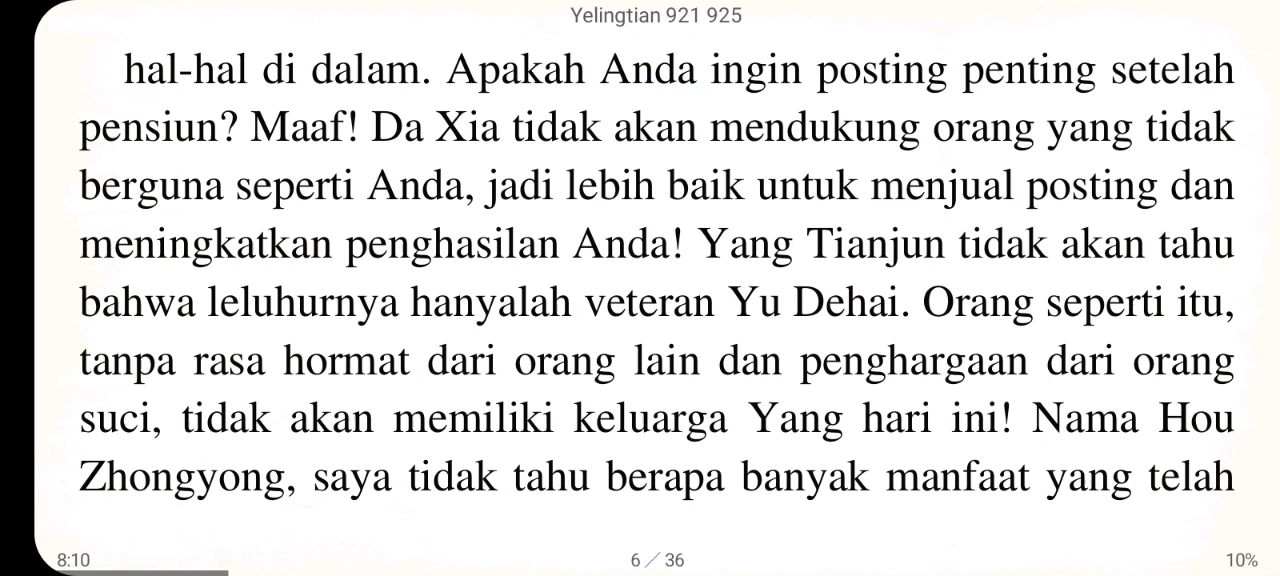 Yelingtian 921 925
hal-hal di dalam. Apakah Anda ingin posting penting setelah
pensiun? Maaf! Da Xia tidak akan mendukung orang yang tidak
berguna seperti Anda, jadi lebih baik untuk menjual posting dan
meningkatkan penghasilan Anda! Yang Tianjun tidak akan tahu
bahwa leluhurnya hanyalah veteran Yu Dehai. Orang seperti itu,
tanpa rasa hormat dari orang lain dan penghargaan dari orang
suci, tidak akan memiliki keluarga Yang hari ini! Nama Hou
Zhongyong, saya tidak tahu berapa banyak manfaat yang telah
8:10 6 / 36 10%